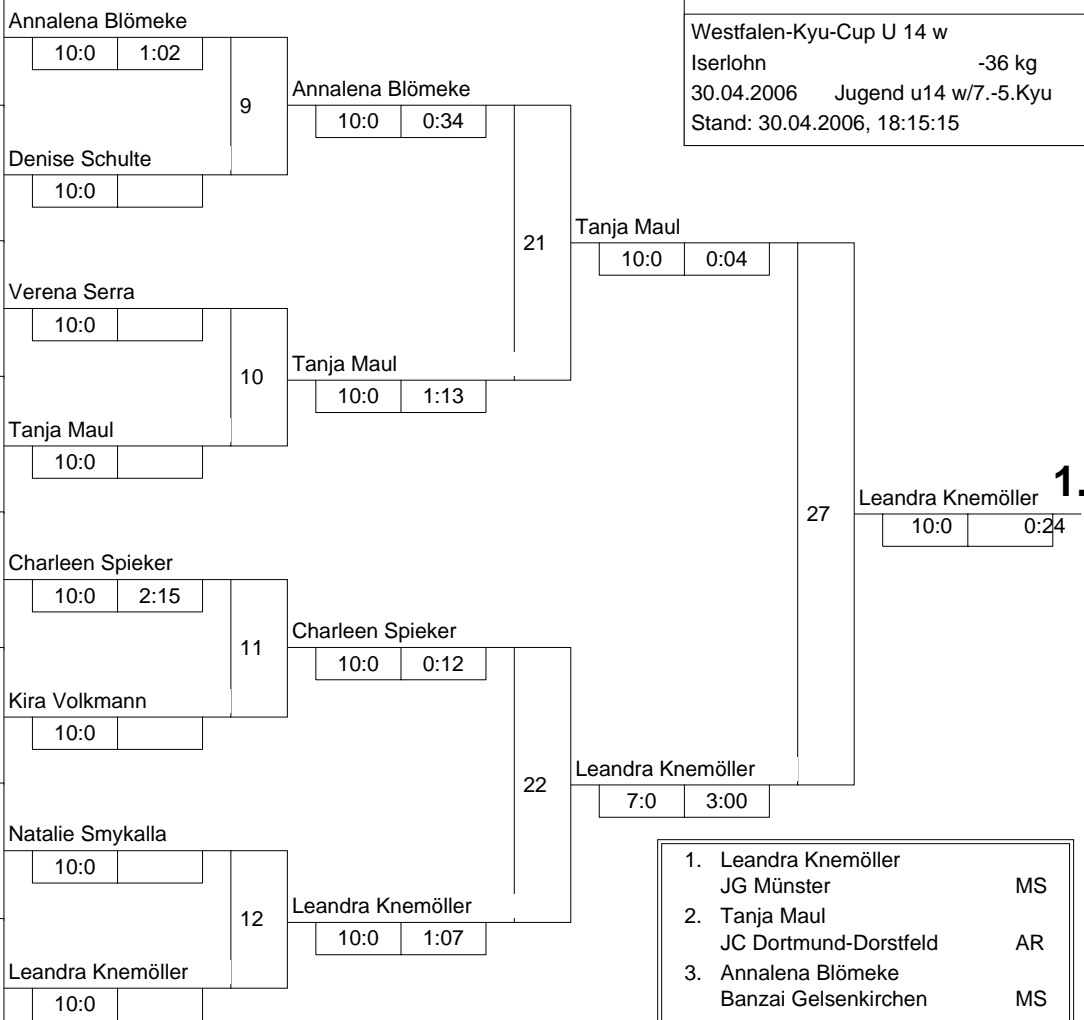 Westfalen-Kyu-Cup U 14 w
Iserlohn -36 kg
30.04.2006 Jugend u14 w/7.-5.Kyu
Stand: 30.04.2006, 18:15:15
Annalena Blömeke
10:0 1:02
9
Denise Schulte
10:0
Verena Serra
10:0
10
Tanja Maul
10:0
Charleen Spieker
10:0 2:15
11
Kira Volkmann
10:0
Natalie Smykalla
10:0
12
Leandra Knemöller
10:0
Annalena Blömeke
10:0 0:34
21
Tanja Maul
10:0 1:13
Charleen Spieker
10:0 0:12
22
Leandra Knemöller
10:0 1:07
Tanja Maul
10:0 0:04
27
Leandra Knemöller
7:0 3:00
Leandra Knemöller 1.
10:0 0:24
1. Leandra Knemöller
JG Münster MS
2. Tanja Maul
JC Dortmund-Dorstfeld AR
3. Annalena Blömeke
Banzai Gelsenkirchen MS